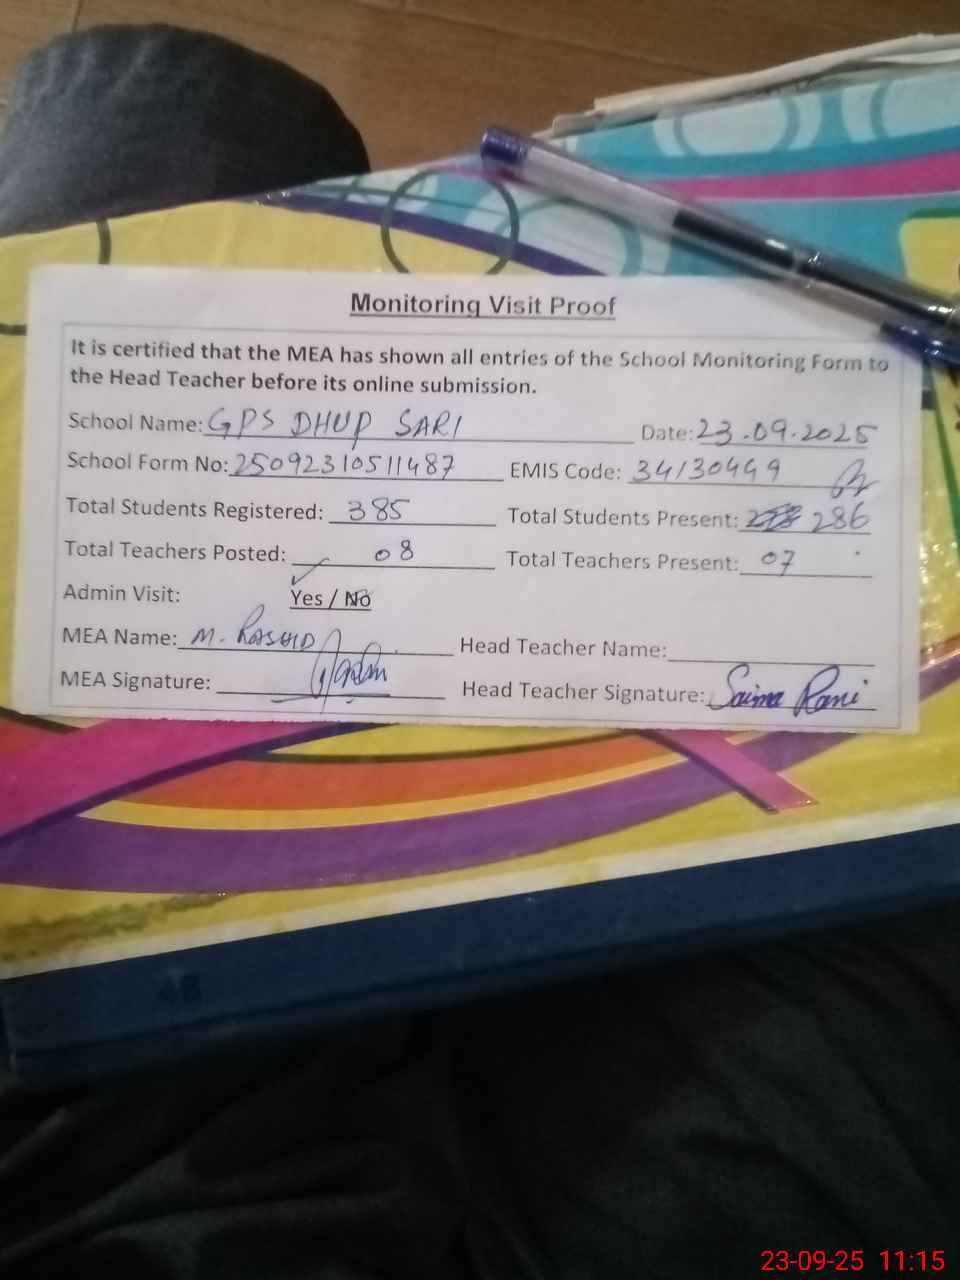 Monitoring Visit Proof
It is certified that the MEA has shown all entries of the School Monitoring Form to
the Head Teacher before its online submission.
School Name: GPS DHUP SARI Date: 23.09.2025
School Form No: 25092310511487 EMIS Code: 34130449
Total Students Registered: 385 Total Students Present: 286
Total Teachers Posted: 08 Total Teachers Present: 07
Admin Visit: Yes / No
MEA Name: M. RASHID Head Teacher Name:
MEA Signature: Head Teacher Signature: Saima Rani
48
23-09-25 11:15